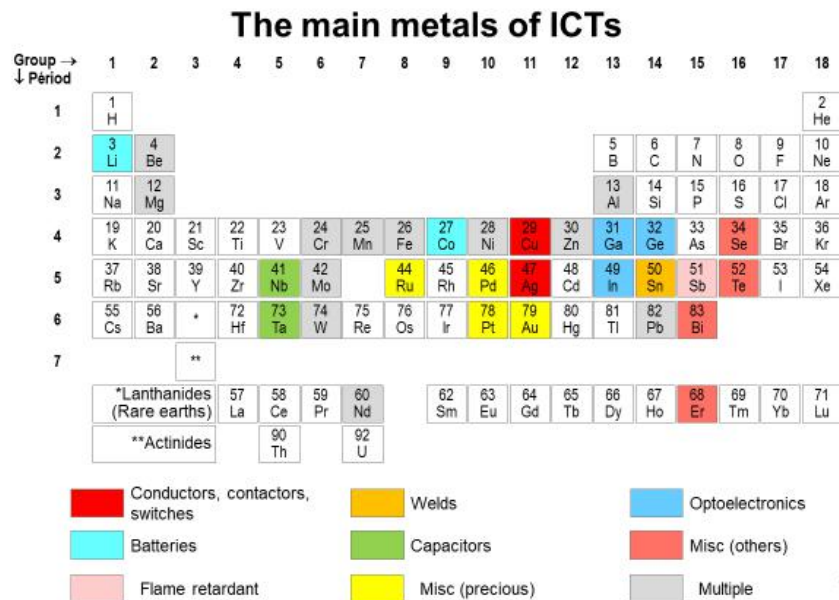 The main metals of ICTs
Group → 1 2 3 4 5 6 7 8 9 10 11 12 13 14 15 16 17 18
↓ Périod
1 1 2
H He
2 3 4 5 6 7 8 9 10
Li Be B C N O F Ne
3 11 12 13 14 15 16 17 18
Na Mg Al Si P S Cl Ar
4 19 20 21 22 23 24 25 26 27 28 29 30 31 32 33 34 35 36
K Ca Sc Ti V Cr Mn Fe Co Ni Cu Zn Ga Ge As Se Br Kr
5 37 38 39 40 41 42 44 45 46 47 48 49 50 51 52 53 54
Rb Sr Y Zr Nb Mo Ru Rh Pd Ag Cd In Sn Sb Te I Xe
6 55 56 * 72 73 74 75 76 77 78 79 80 81 82 83
Cs Ba Hf Ta W Re Os Ir Pt Au Hg Tl Pb Bi
7 **
*Lanthanides 57 58 59 60 62 63 64 65 66 67 68 69 70 71
(Rare earths) La Ce Pr Nd Sm Eu Gd Tb Dy Ho Er Tm Yb Lu
**Actinides 90 92
Th U
Conductors, contactors,
switches
Welds
Optoelectronics
Batteries
Capacitors
Misc (others)
Flame retardant
Misc (precious)
Multiple